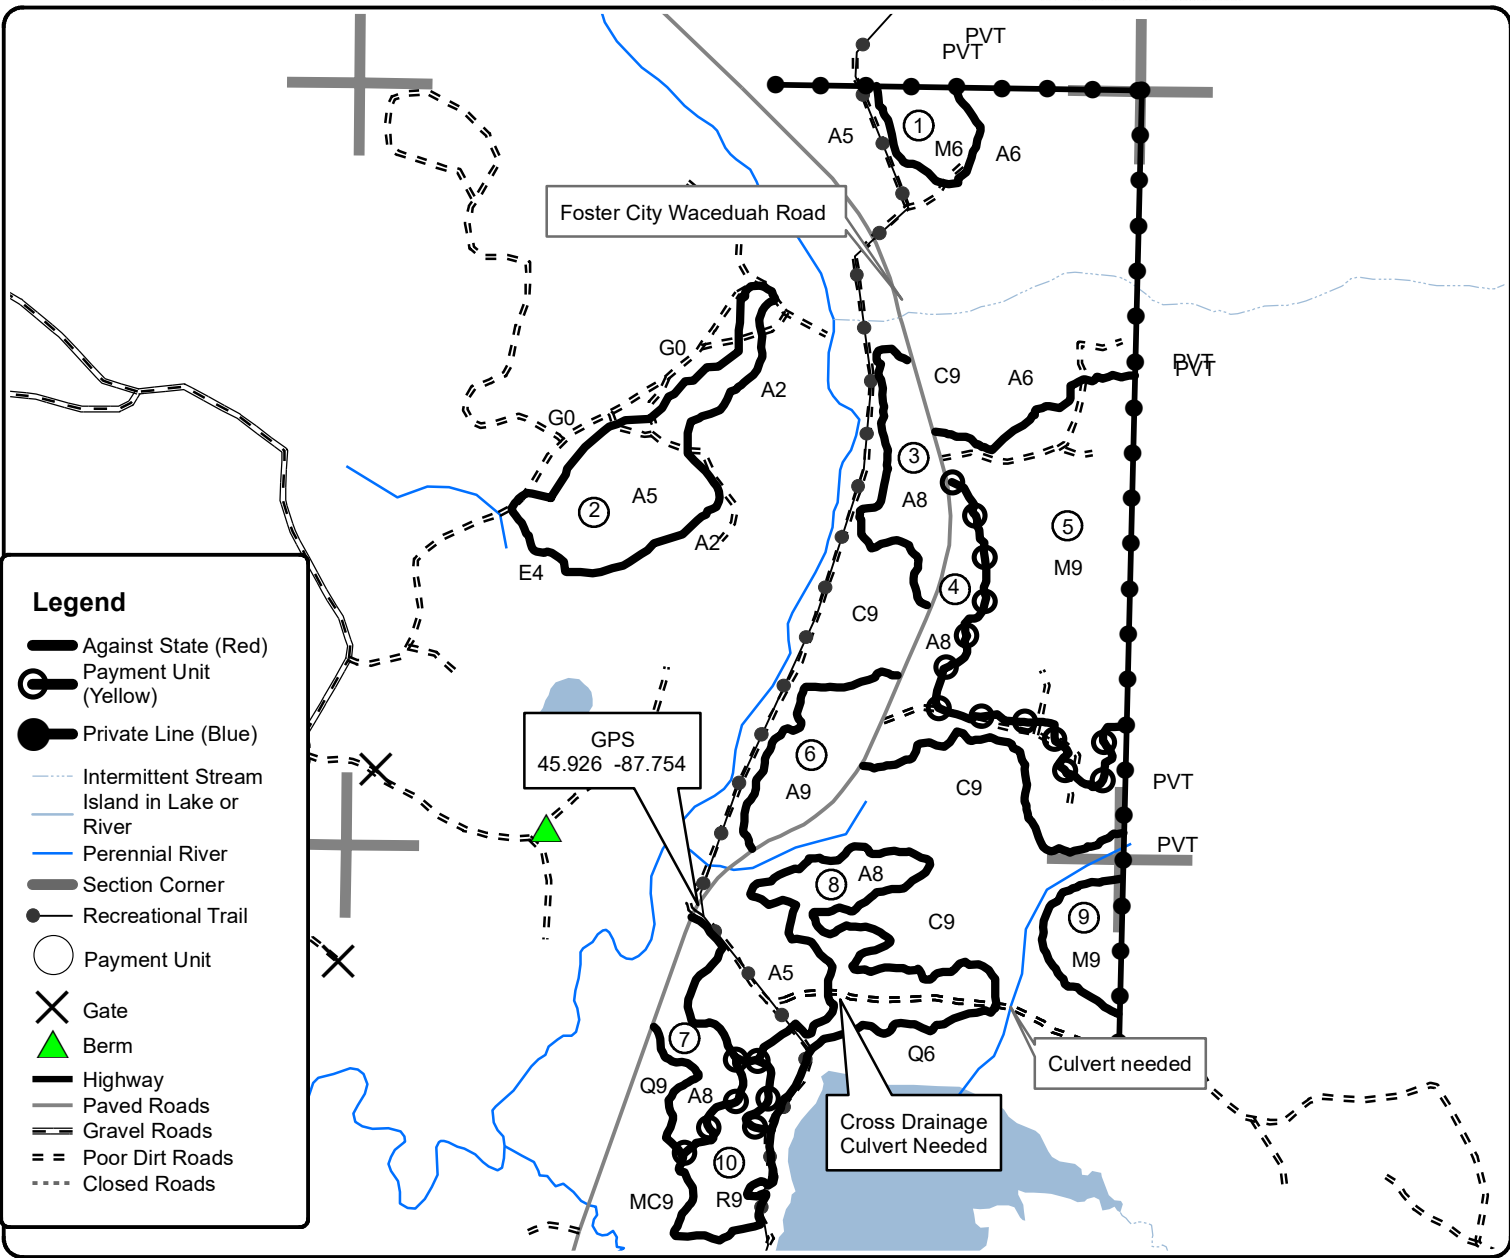 PVT
PVT
1
A5
M6
A6
Foster City Waceduah Road
G0
C9
A6
PVT
PVT
A2
G0
3
2
A5
A8
5
A2
M9
E4
4
C9
A8
Legend
Against State (Red)
Payment Unit
(Yellow)
Private Line (Blue)
Intermittent Stream
Island in Lake or
River
Perennial River
Section Corner
Recreational Trail
Payment Unit
Gate
Berm
Highway
Paved Roads
Gravel Roads
Poor Dirt Roads
Closed Roads
GPS
45.926 -87.754
6
A9
C9
PVT
PVT
8
A8
C9
9
M9
A5
7
Q6
Culvert needed
Q9
A8
Cross Drainage
Culvert Needed
10
MC9
R9